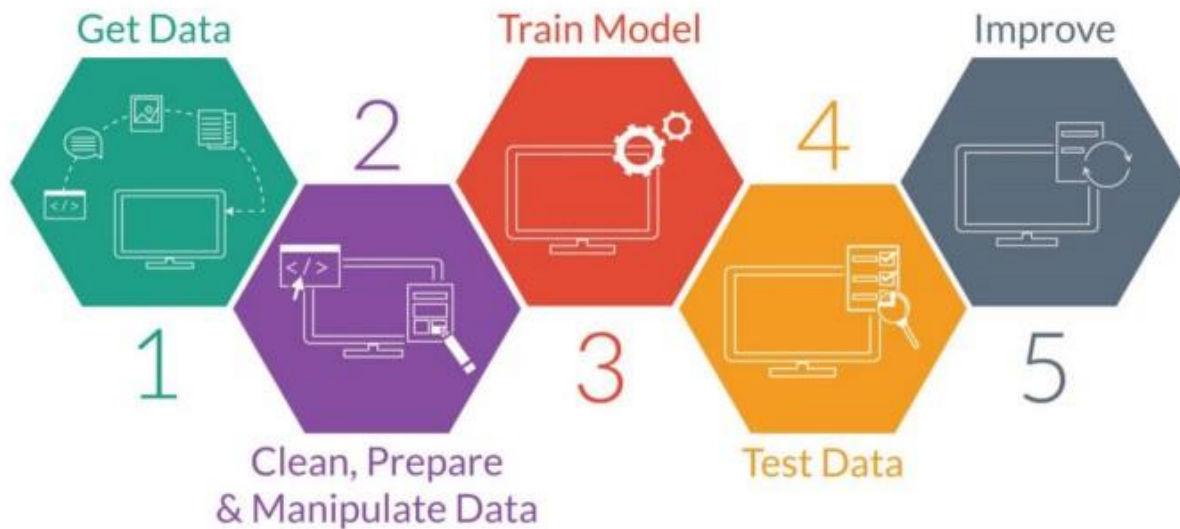 Get Data
1
2
Clean, Prepare
& Manipulate Data
Train Model
3
4
Test Data
Improve
5
</>
</>